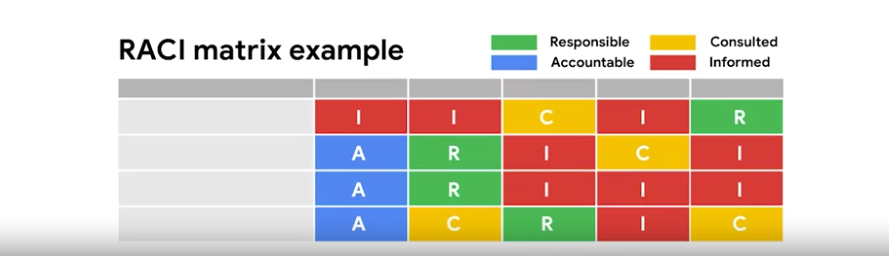 RACI matrix example
Responsible Consulted
Accountable Informed
I I C I R
A R I C I
A R I I I
A C R I C